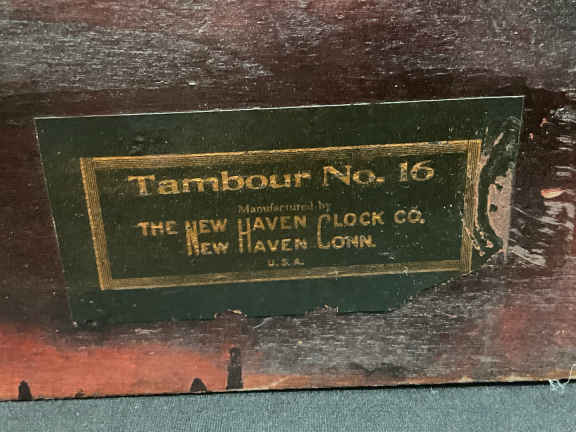 Tambour No. 16
Manufactured by
THE NEW HAVEN CLOCK CO.
NEW HAVEN CONN.
U. S. A.